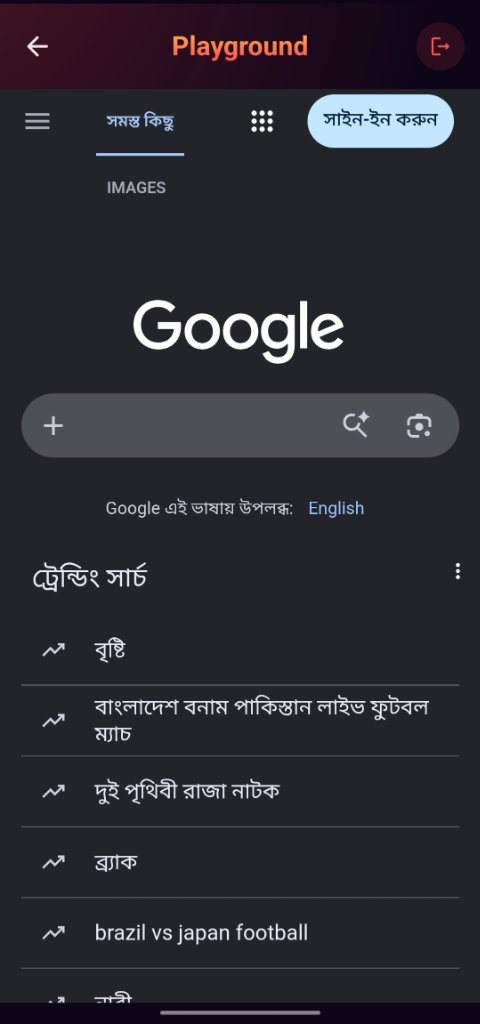 Playground
সমস্ত কিছু
সাইন-ইন করুন
IMAGES
Google
Google এই ভাষায় উপলব্ধ: English
ট্রেন্ডিং সার্চ
বৃষ্টি
বাংলাদেশ বনাম পাকিস্তান লাইভ ফুটবল
ম্যাচ
দুই পৃথিবী রাজা নাটক
ব্র্যাক
brazil vs japan football